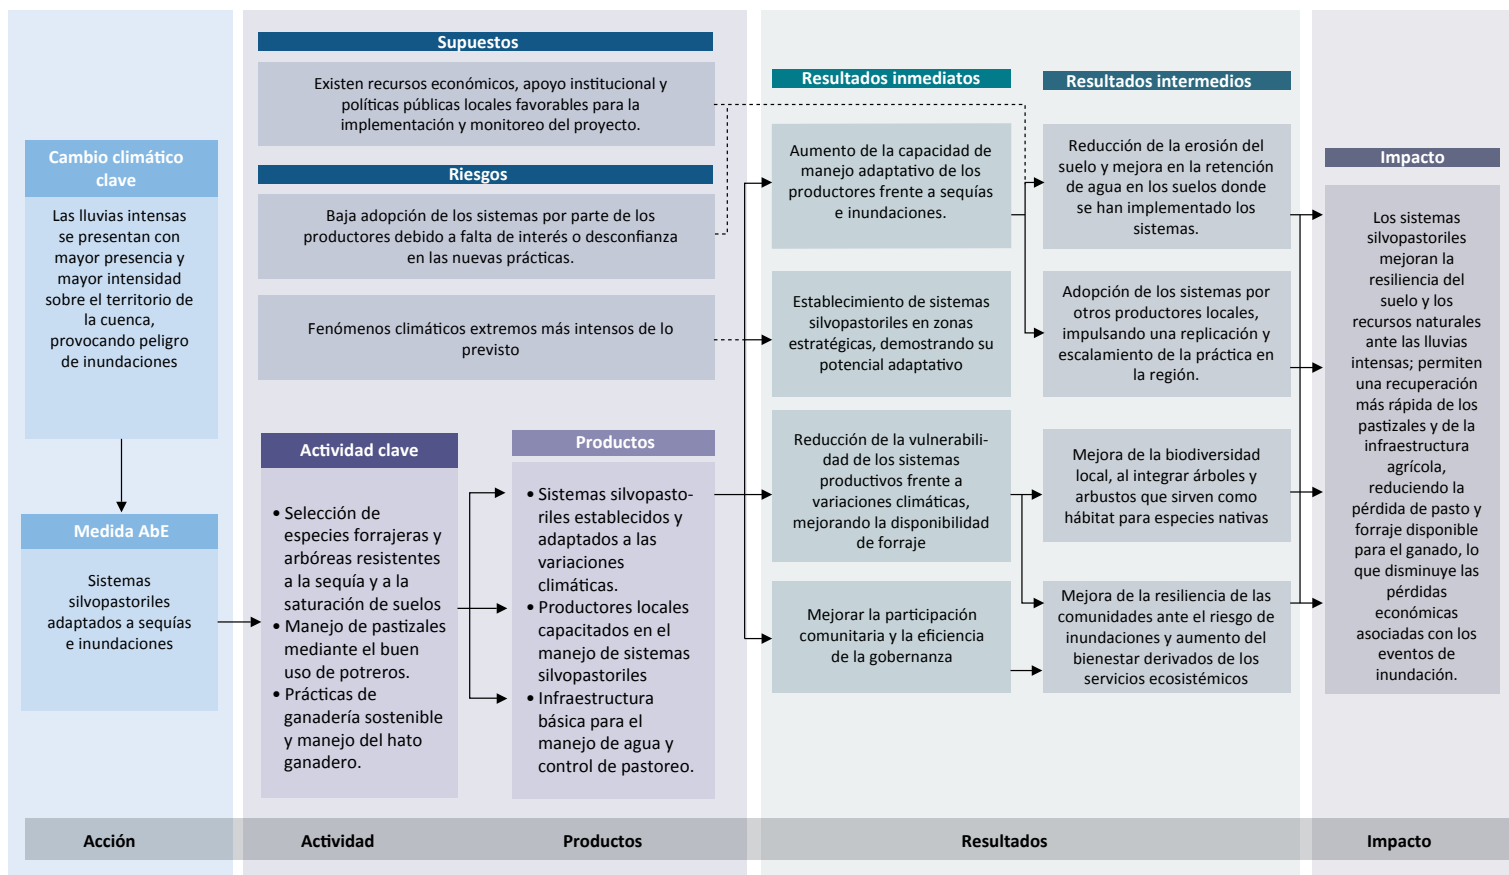 Cambio climático
clave
Las lluvias intensas
se presentan con
mayor presencia y
mayor intensidad
sobre el territorio de
la cuenca,
provocando peligro
de inundaciones
Medida AbE
Sistemas
silvopastoriles
adaptados a sequías
e inundaciones
Supuestos
Existen recursos económicos, apoyo institucional y
políticas públicas locales favorables para la
implementación y monitoreo del proyecto.
Riesgos
Baja adopción de los sistemas por parte de los
productores debido a falta de interés o desconfianza
en las nuevas prácticas.
Fenómenos climáticos extremos más intensos de lo
previsto
Actividad clave
• Selección de
especies forrajeras y
arbóreas resistentes
a la sequía y a la
saturación de suelos
• Manejo de pastizales
mediante el buen
uso de potreros.
• Prácticas de
ganadería sostenible
y manejo del hato
ganadero.
Productos
• Sistemas silvopasto-
riles establecidos y
adaptados a las
variaciones
climáticas.
• Productores locales
capacitados en el
manejo de sistemas
silvopastoriles
• Infraestructura
básica para el
manejo de agua y
control de pastoreo.
Resultados inmediatos
Aumento de la capacidad de
manejo adaptativo de los
productores frente a sequías
e inundaciones.
Establecimiento de sistemas
silvopastoriles en zonas
estratégicas, demostrando su
potencial adaptativo
Reducción de la vulnerabili-
dad de los sistemas
productivos frente a
variaciones climáticas,
mejorando la disponibilidad
de forraje
Mejorar la participación
comunitaria y la eficiencia
de la gobernanza
Resultados intermedios
Reducción de la erosión del
suelo y mejora en la retención
de agua en los suelos donde
se han implementado los
sistemas.
Adopción de los sistemas por
otros productores locales,
impulsando una replicación y
escalamiento de la práctica en
la región.
Mejora de la biodiversidad
local, al integrar árboles y
arbustos que sirven como
hábitat para especies nativas
Mejora de la resiliencia de las
comunidades ante el riesgo de
inundaciones y aumento del
bienestar derivados de los
servicios ecosistémicos
Impacto
Los sistemas
silvopastoriles
mejoran la
resiliencia del
suelo y los
recursos naturales
ante las lluvias
intensas; permiten
una recuperación
más rápida de los
pastizales y de la
infraestructura
agrícola,
reduciendo la
pérdida de pasto y
forraje disponible
para el ganado, lo
que disminuye las
pérdidas
económicas
asociadas con los
eventos de
inundación.
Acción
Actividad
Productos
Resultados
Impacto